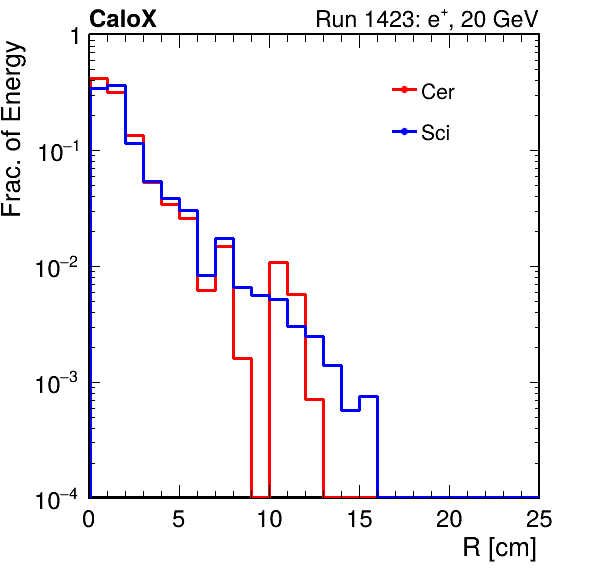 CaloX Run 1423: e⁺, 20 GeV
Frac. of Energy
1
10⁻¹
10⁻²
10⁻³
10⁻⁴
Cer
Sci
0 5 10 15 20 25
R [cm]